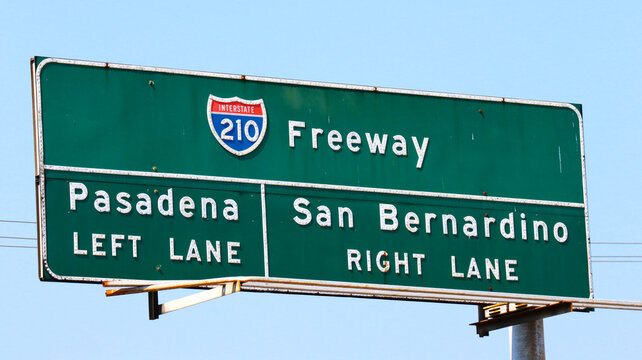 INTERSTATE
210 Freeway
Pasadena
LEFT LANE
San Bernardino
RIGHT LANE